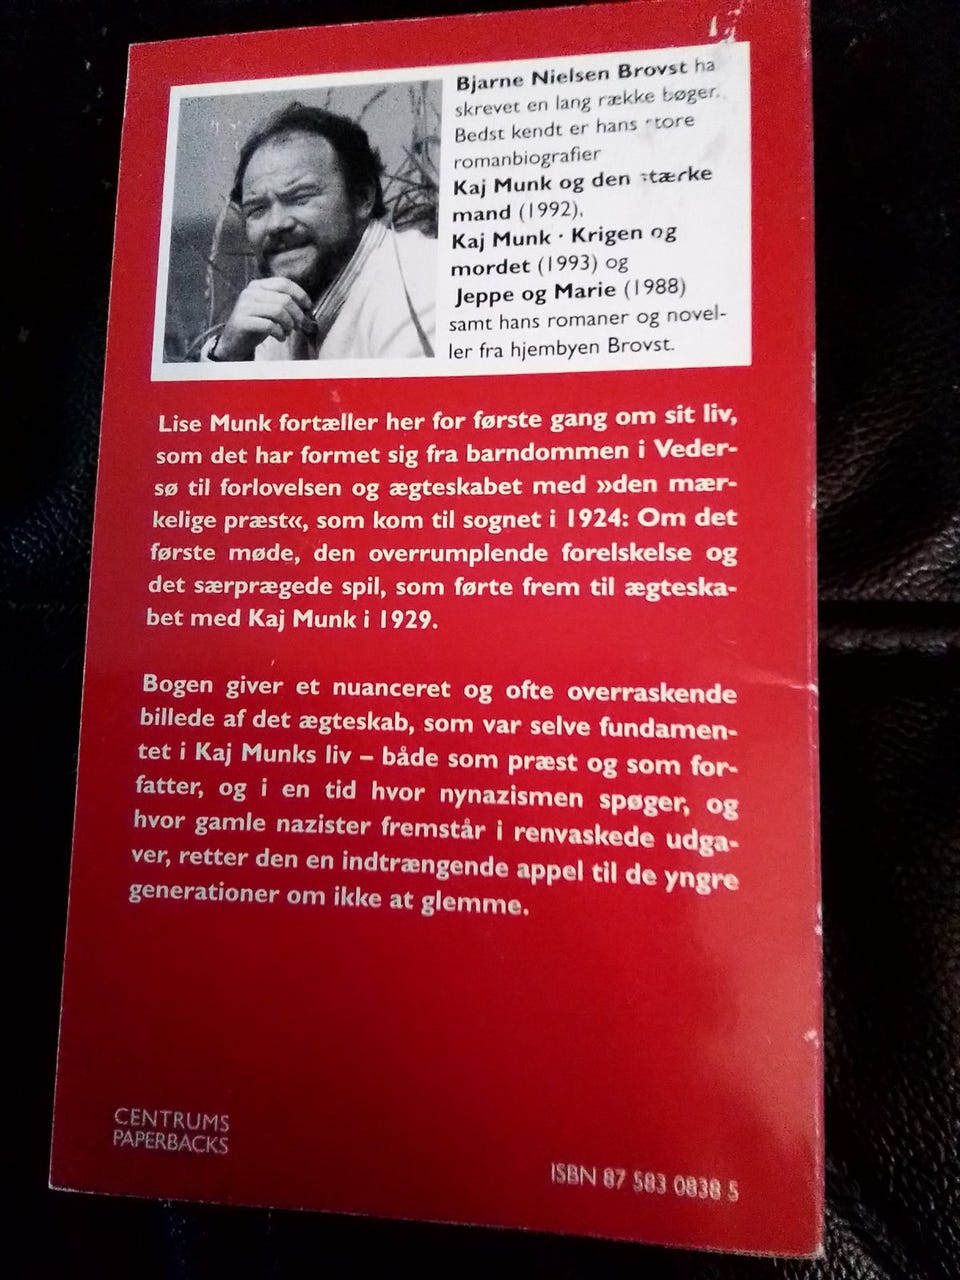 Bjarne Nielsen Brovst ha
skrevet en lang række bøger.
Bedst kendt er hans store
romanbiografier
Kaj Munk og den stærke
mand (1992),
Kaj Munk · Krigen og
mordet (1993) og
Jeppe og Marie (1988)
samt hans romaner og novel-
ler fra hjembyen Brovst.
Lise Munk fortæller her for første gang om sit liv,
som det har formet sig fra barndommen i Veder-
sø til forlovelsen og ægteskabet med »den mær-
kelige præst«, som kom til sognet i 1924: Om det
første møde, den overrumplende forelskelse og
det særprægede spil, som førte frem til ægteska-
bet med Kaj Munk i 1929.
Bogen giver et nuanceret og ofte overraskende
billede af det ægteskab, som var selve fundamen-
tet i Kaj Munks liv – både som præst og som for-
fatter, og i en tid hvor nynazismen spøger, og
hvor gamle nazister fremstår i renvaskede udga-
ver, retter den en indtrængende appel til de yngre
generationer om ikke at glemme.
CENTRUMS
PAPERBACKS
ISBN 87 583 0838 5